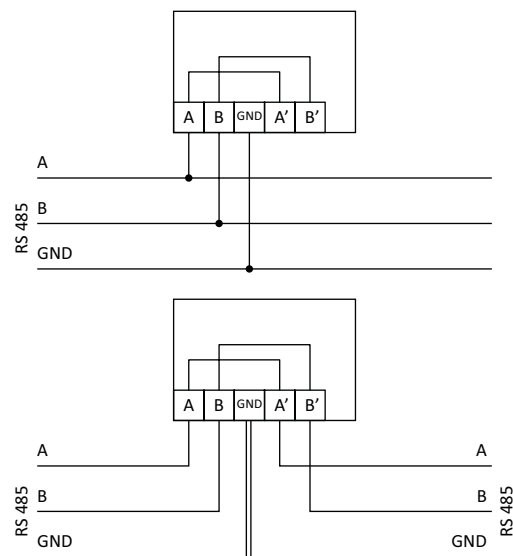 A B GND A’ B’
A
B
GND
RS 485
A B GND A’ B’
A A
B B
GND GND
RS 485 RS 485